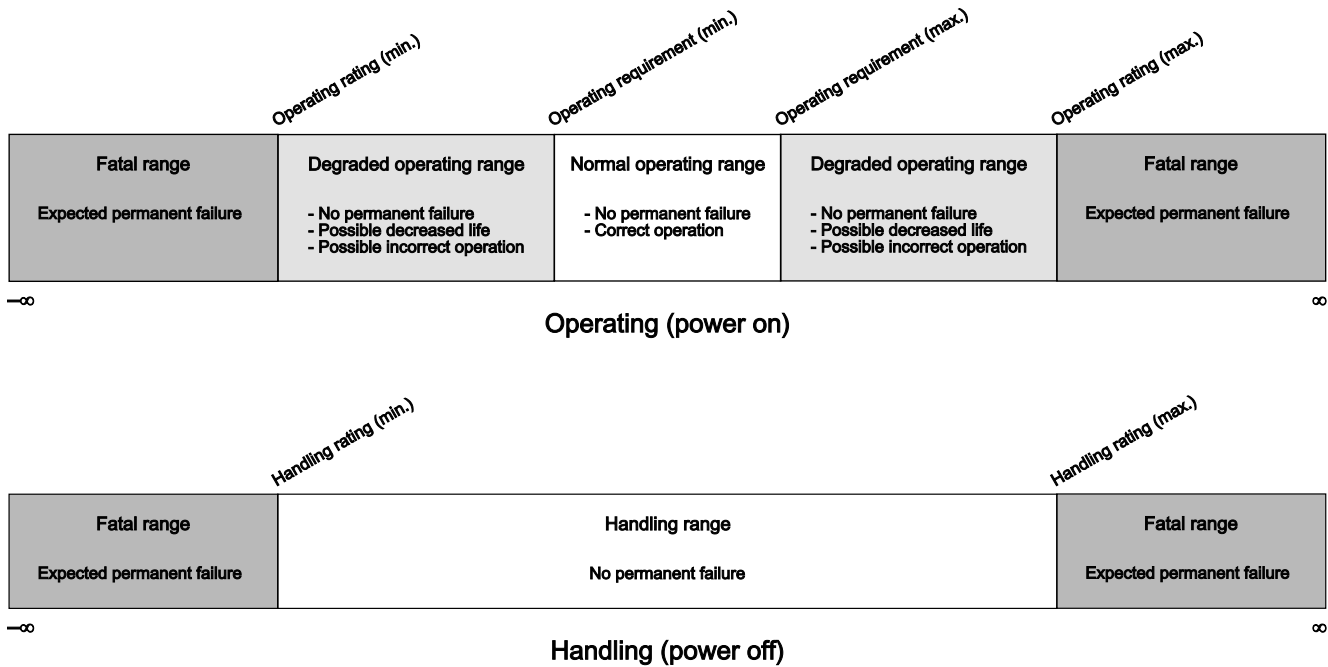 Operating rating (min.)
Operating requirement (min.)
Operating requirement (max.)
Operating rating (max.)
Fatal range
Expected permanent failure
Degraded operating range
- No permanent failure
- Possible decreased life
- Possible incorrect operation
Normal operating range
- No permanent failure
- Correct operation
Degraded operating range
- No permanent failure
- Possible decreased life
- Possible incorrect operation
Fatal range
Expected permanent failure
–∞
∞
Operating (power on)
Handling rating (min.)
Handling rating (max.)
Fatal range
Expected permanent failure
Handling range
No permanent failure
Fatal range
Expected permanent failure
–∞
∞
Handling (power off)